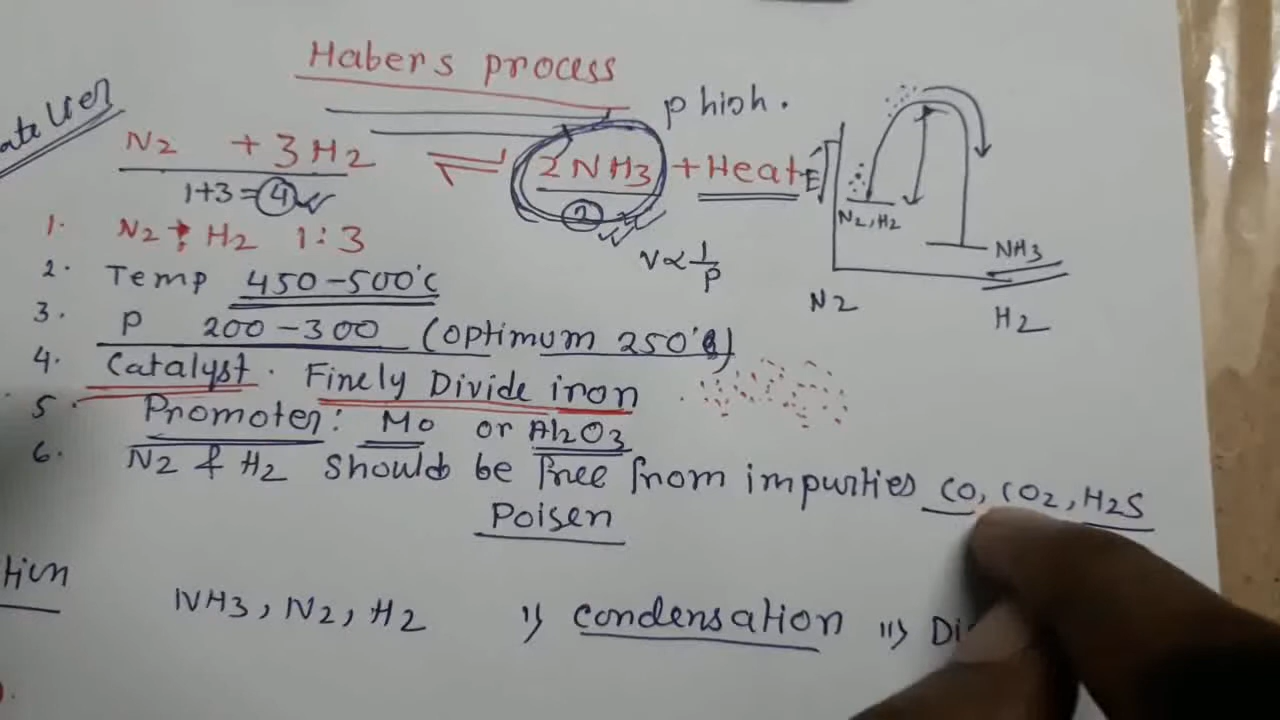 Habers process
P high.
N2 + 3H2 ⇌ 2NH3 + Heat
1+3=4 2
1. N2 : H2 1:3
V∝1/P
2. Temp 450-500°C
3. P 200-300 (optimum 250°
4. Catalyst. Finely Divide iron
5. Promoter: Mo or Al2O3
6. N2 & H2 should be free from impurties CO, CO2, H2S
Poisen
NH3, N2, H2 i) condensation ii)
E
N2, H2
NH3
N2
H2